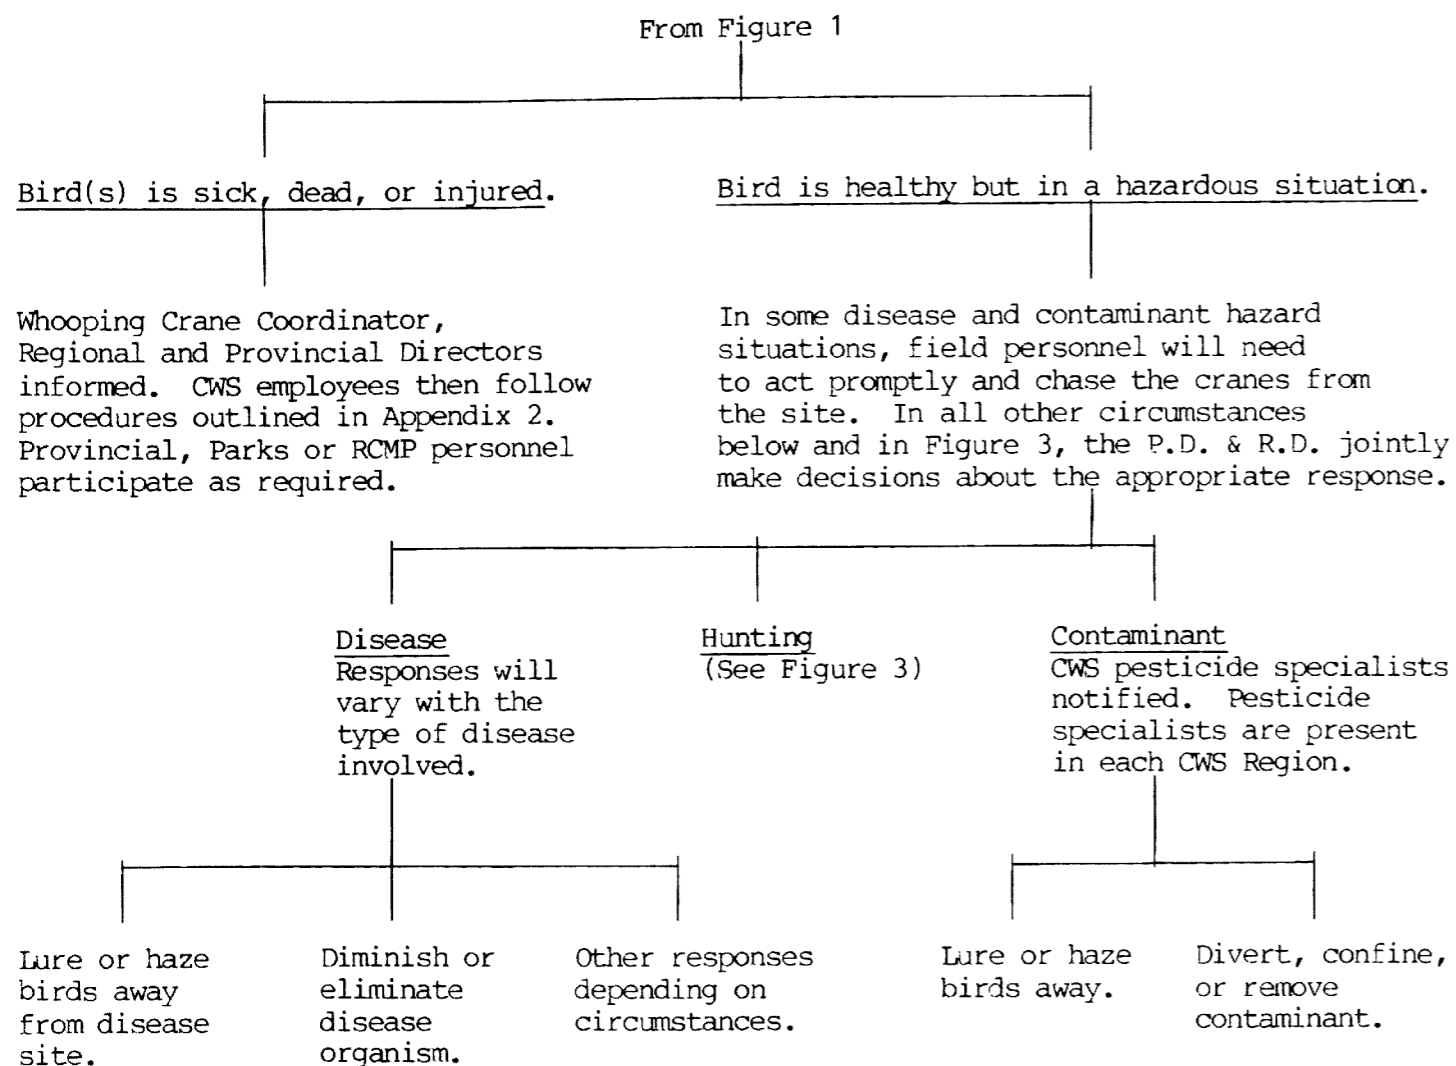 From Figure 1
Bird(s) is sick, dead, or injured.
Bird is healthy but in a hazardous situation.
Whooping Crane Coordinator,
Regional and Provincial Directors
informed. CWS employees then follow
procedures outlined in Appendix 2.
Provincial, Parks or RCMP personnel
participate as required.
In some disease and contaminant hazard
situations, field personnel will need
to act promptly and chase the cranes from
the site. In all other circumstances
below and in Figure 3, the P.D. & R.D. jointly
make decisions about the appropriate response.
Disease
Responses will
vary with the
type of disease
involved.
Hunting
(See Figure 3)
Contaminant
CWS pesticide specialists
notified. Pesticide
specialists are present
in each CWS Region.
Lure or haze
birds away
from disease
site.
Diminish or
eliminate
disease
organism.
Other responses
depending on
circumstances.
Lure or haze
birds away.
Divert, confine,
or remove
contaminant.